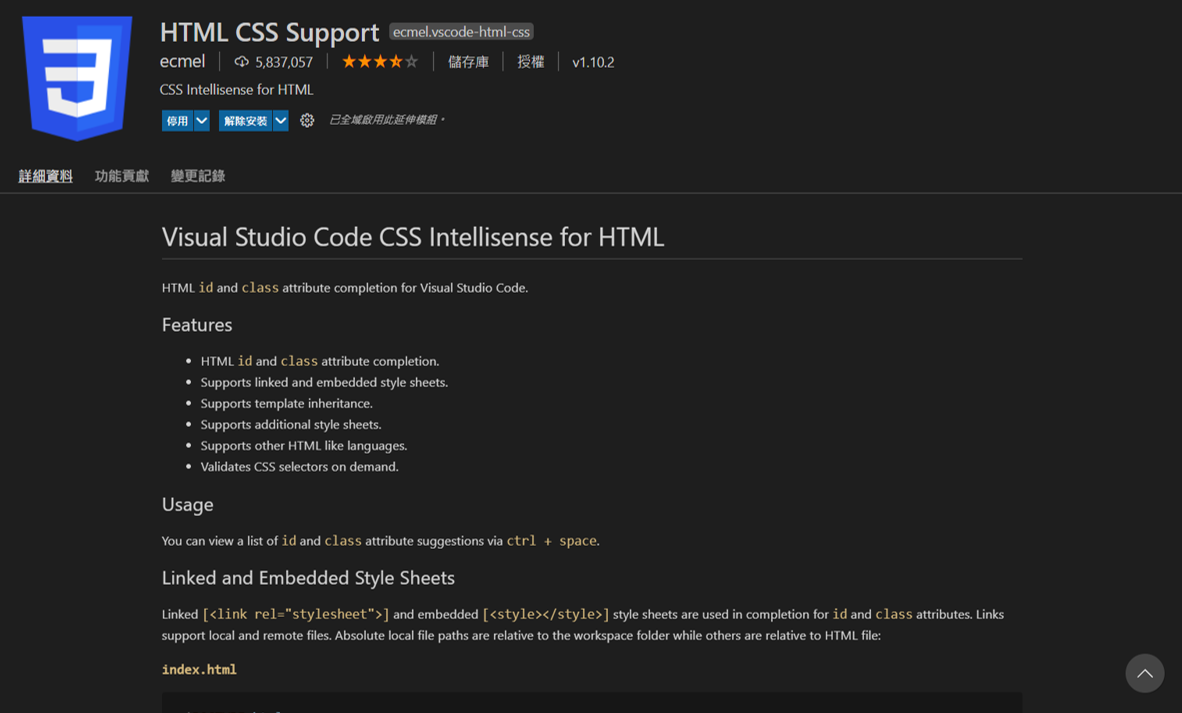 HTML CSS Support ecmel.vscode-html-css
ecmel 5,837,057 儲存庫 授權 v1.10.2
CSS Intellisense for HTML
停用 解除安裝 已全域啟用此延伸模組。
詳細資料 功能貢獻 變更記錄
Visual Studio Code CSS Intellisense for HTML
HTML id and class attribute completion for Visual Studio Code.
Features
• HTML id and class attribute completion.
• Supports linked and embedded style sheets.
• Supports template inheritance.
• Supports additional style sheets.
• Supports other HTML like languages.
• Validates CSS selectors on demand.
Usage
You can view a list of id and class attribute suggestions via ctrl + space.
Linked and Embedded Style Sheets
Linked [<link rel="stylesheet">] and embedded [<style></style>] style sheets are used in completion for id and class attributes. Links
support local and remote files. Absolute local file paths are relative to the workspace folder while others are relative to HTML file:
index.html